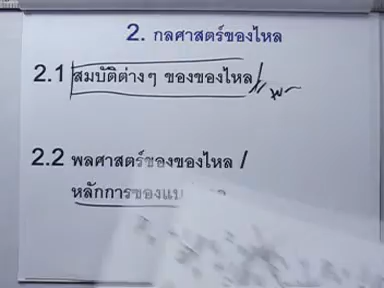 2. กลศาสตร์ของไหล
2.1 สมบัติต่างๆ ของของไหล/
2.2 พลศาสตร์ของของไหล /
หลักการของแบ